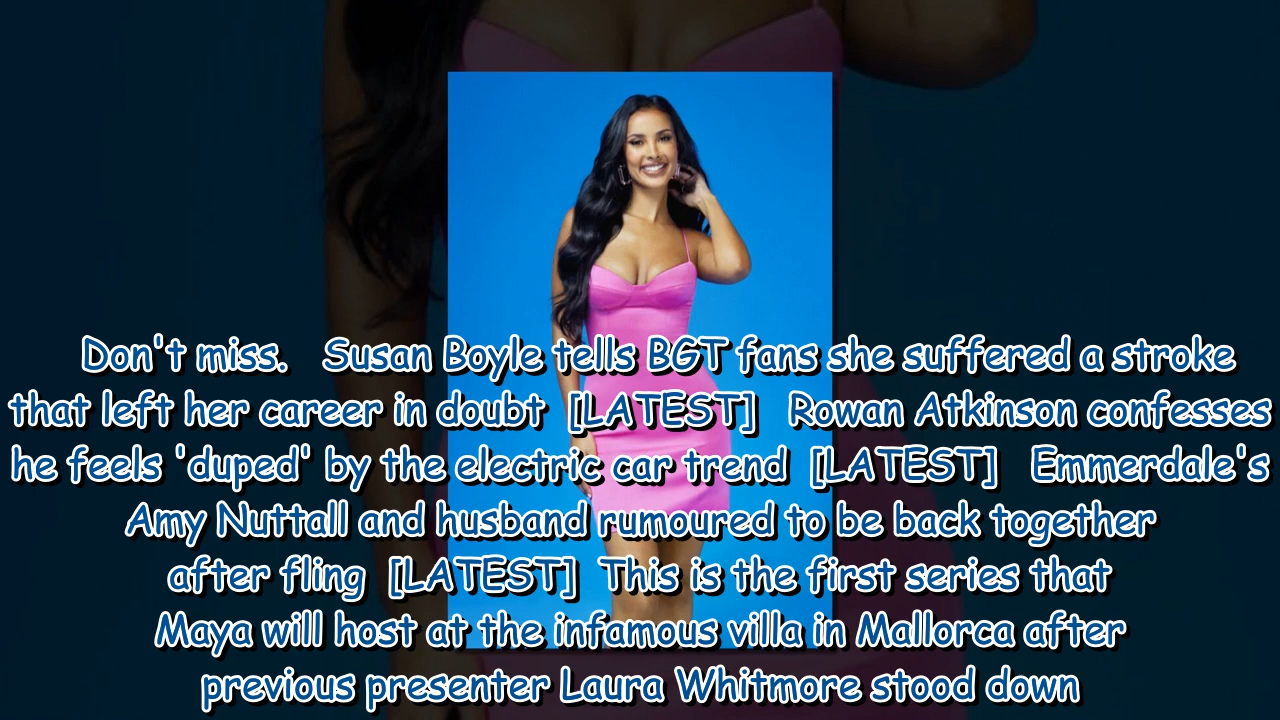 Don't miss.   Susan Boyle tells BGT fans she suffered a stroke
that left her career in doubt  [LATEST]   Rowan Atkinson confesses
he feels 'duped' by the electric car trend  [LATEST]   Emmerdale's
Amy Nuttall and husband rumoured to be back together
after fling  [LATEST]  This is the first series that
Maya will host at the infamous villa in Mallorca after
previous presenter Laura Whitmore stood down